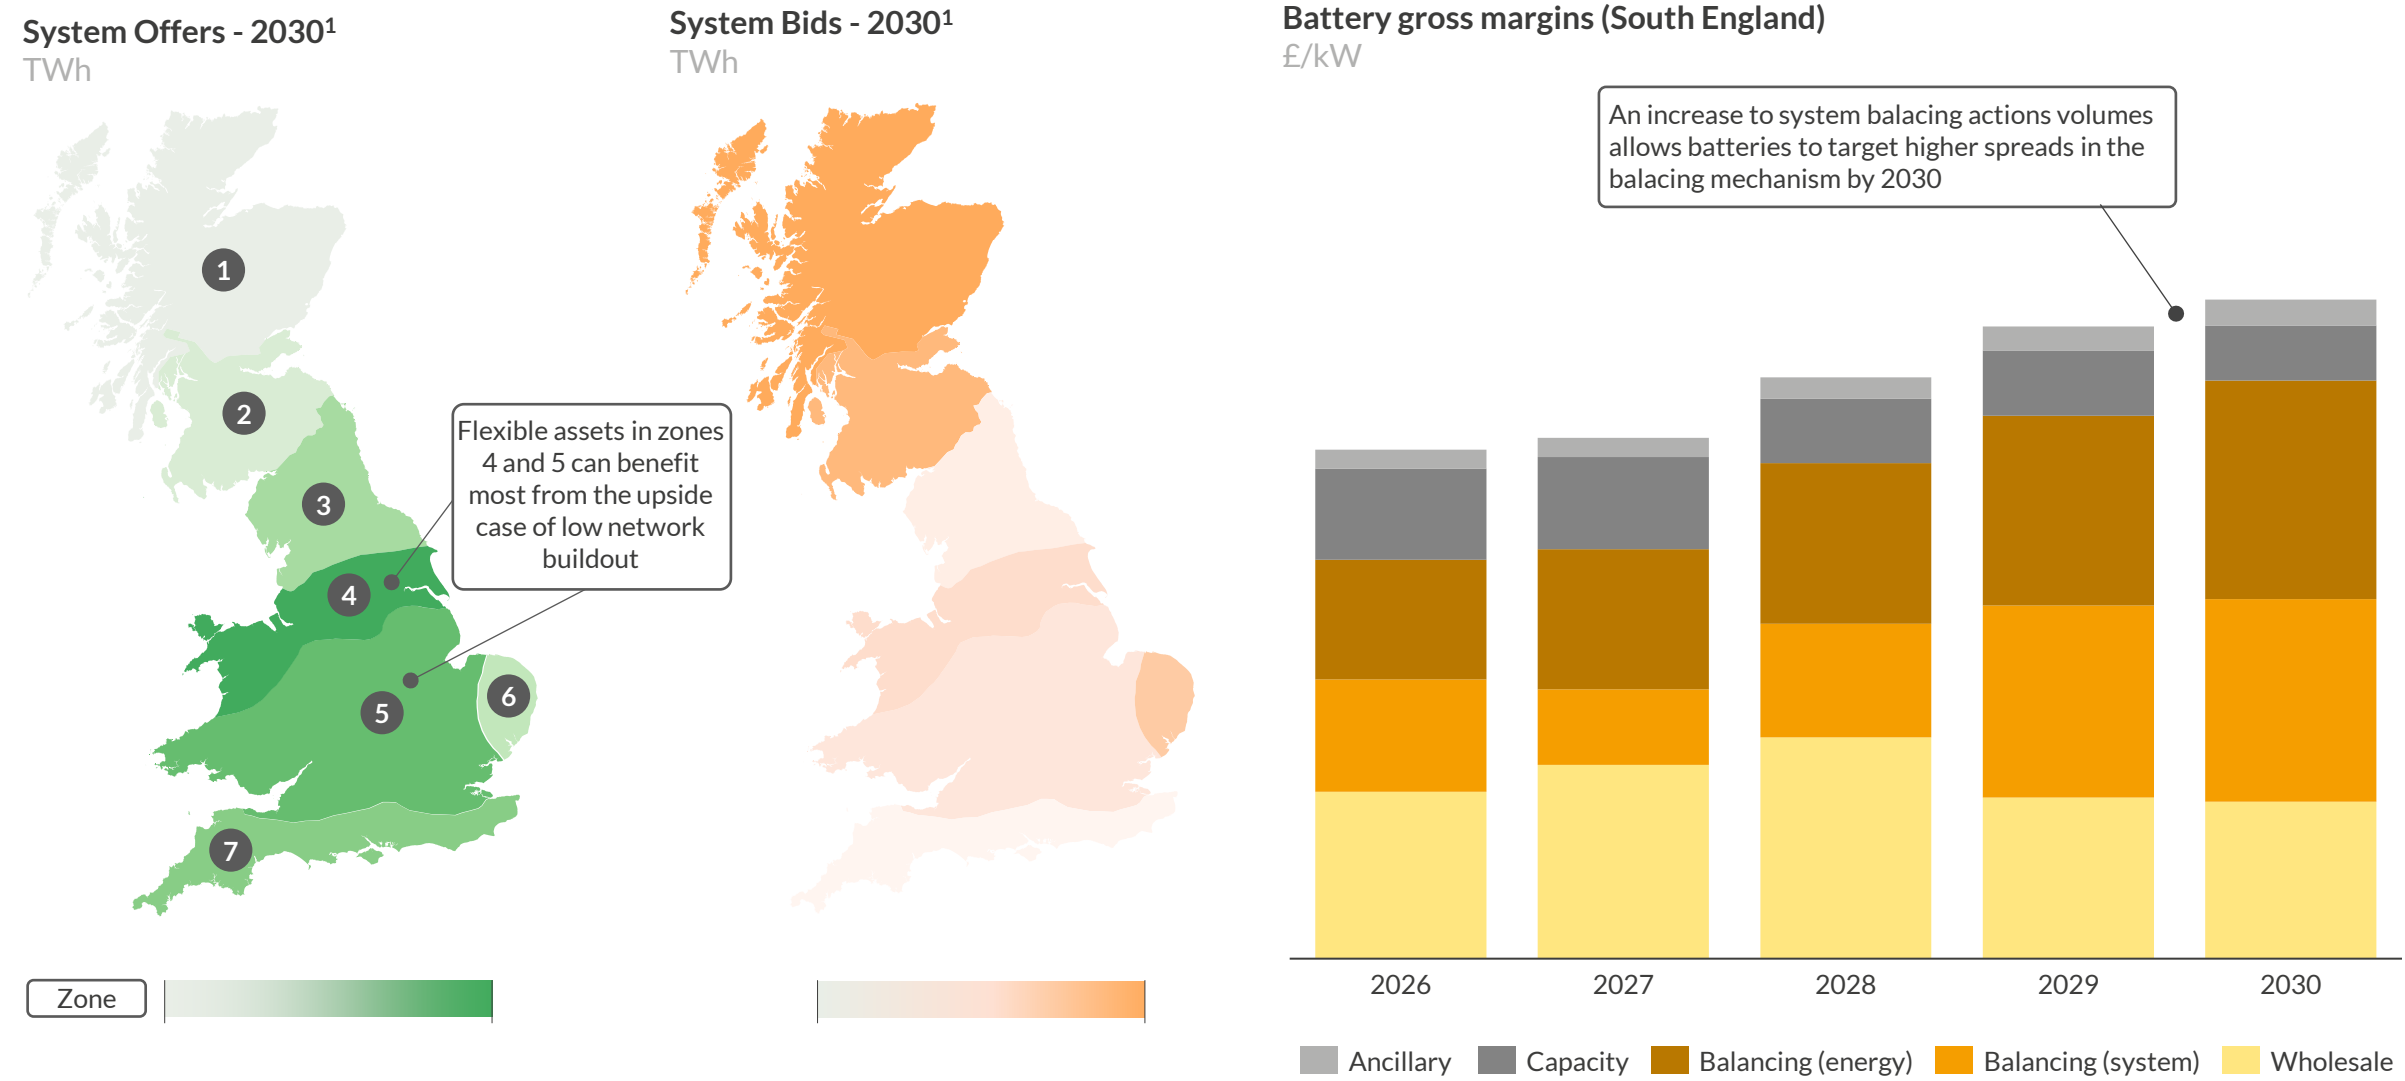 System Offers - 2030¹
TWh
1
2
3
4
5
6
7
Flexible assets in zones
4 and 5 can benefit
most from the upside
case of low network
buildout
Zone
System Bids - 2030¹
TWh
Battery gross margins (South England)
£/kW
An increase to system balacing actions volumes
allows batteries to target higher spreads in the
balacing mechanism by 2030
2026 2027 2028 2029 2030
Ancillary Capacity Balancing (energy) Balancing (system) Wholesale